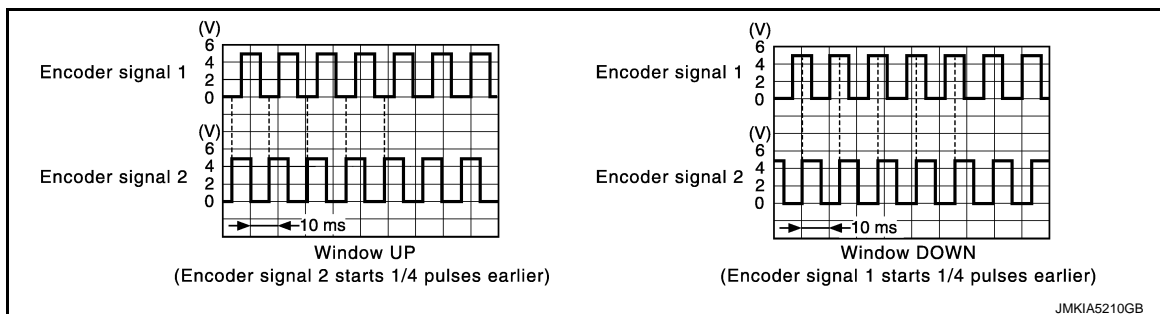 (V)
6
4
2
0
Encoder signal 1
(V)
6
4
2
0
Encoder signal 2
10 ms
Window UP
(Encoder signal 2 starts 1/4 pulses earlier)
(V)
6
4
2
0
Encoder signal 1
(V)
6
4
2
0
Encoder signal 2
10 ms
Window DOWN
(Encoder signal 1 starts 1/4 pulses earlier)
JMKIA5210GB